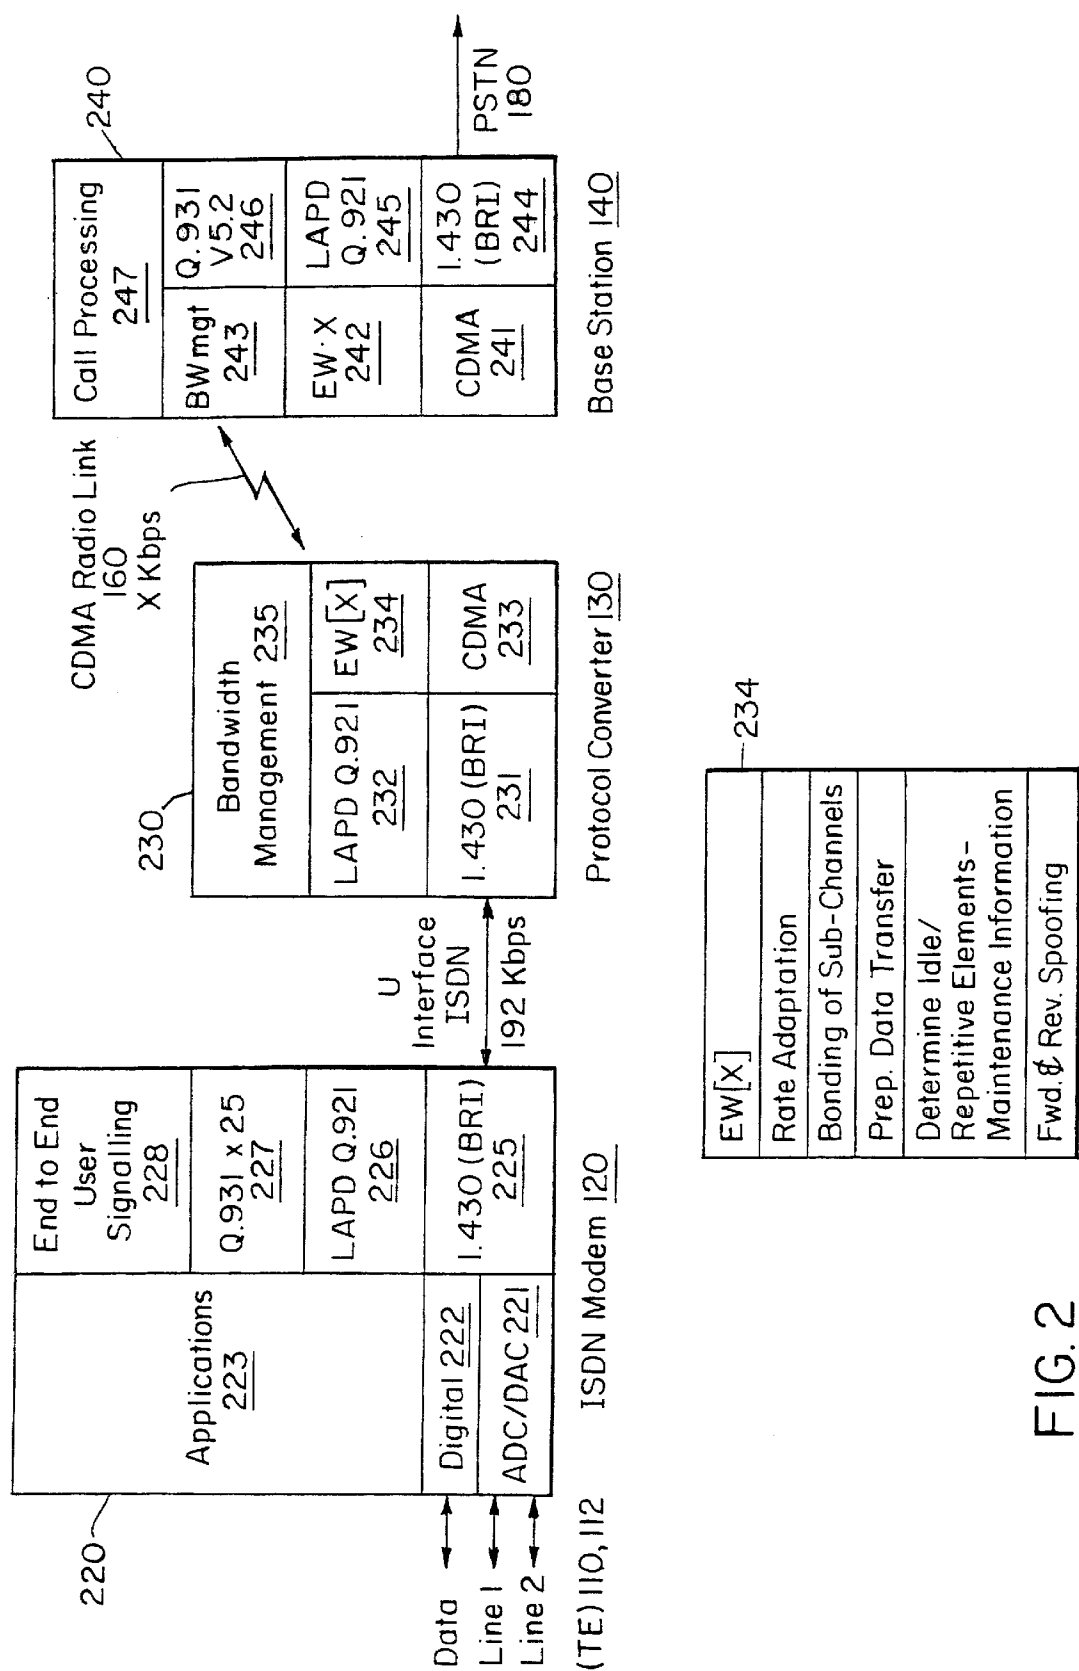 220
Applications
223
End to End
User
Signalling
228
Q.931 x 25
227
LAPD Q.921
226
Digital 222
ADC/DAC 221
I.430 (BRI)
225
Data
Line 1
Line 2
(TE) 110, 112
ISDN Modem 120
U
Interface
ISDN
192 Kbps
230
Bandwidth
Management 235
LAPD Q.921
232
EW[X]
234
I.430 (BRI)
231
CDMA
233
Protocol Converter 130
CDMA Radio Link
160
X Kbps
240
Call Processing
247
BWmgt
243
Q.931
V5.2
246
EW·X
242
LAPD
Q.921
245
CDMA
241
I.430
(BRI)
244
Base Station 140
PSTN
180
234
EW[X]
Rate Adaptation
Bonding of Sub-Channels
Prep. Data Transfer
Determine Idle/
Repetitive Elements-
Maintenance Information
Fwd. & Rev. Spoofing
FIG. 2